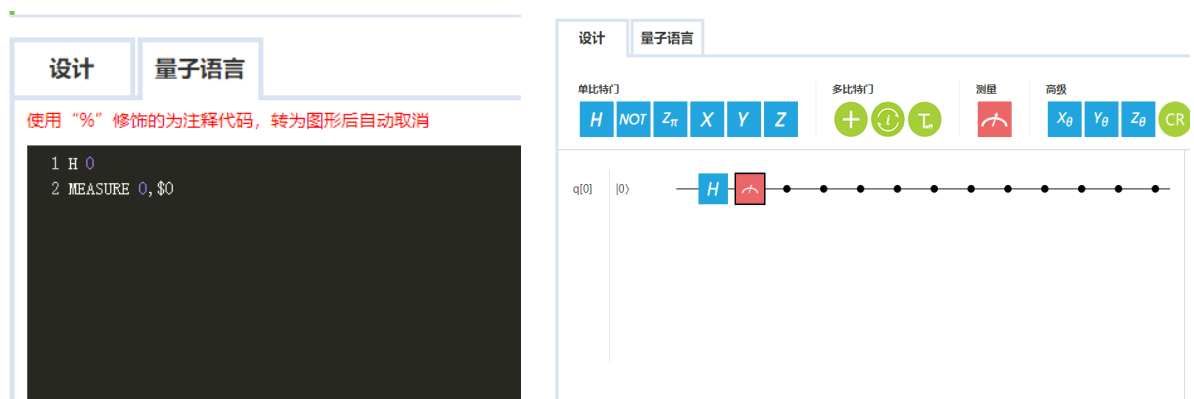 设计
量子语言
使用“%”修饰的为注释代码，转为图形后自动取消
1 H 0
2 MEASURE 0,$0
设计
量子语言
单比特门
多比特门
测量
高级
H NOT Zπ X Y Z
+ i
Xθ Yθ Zθ CR
q[0] |0⟩ H